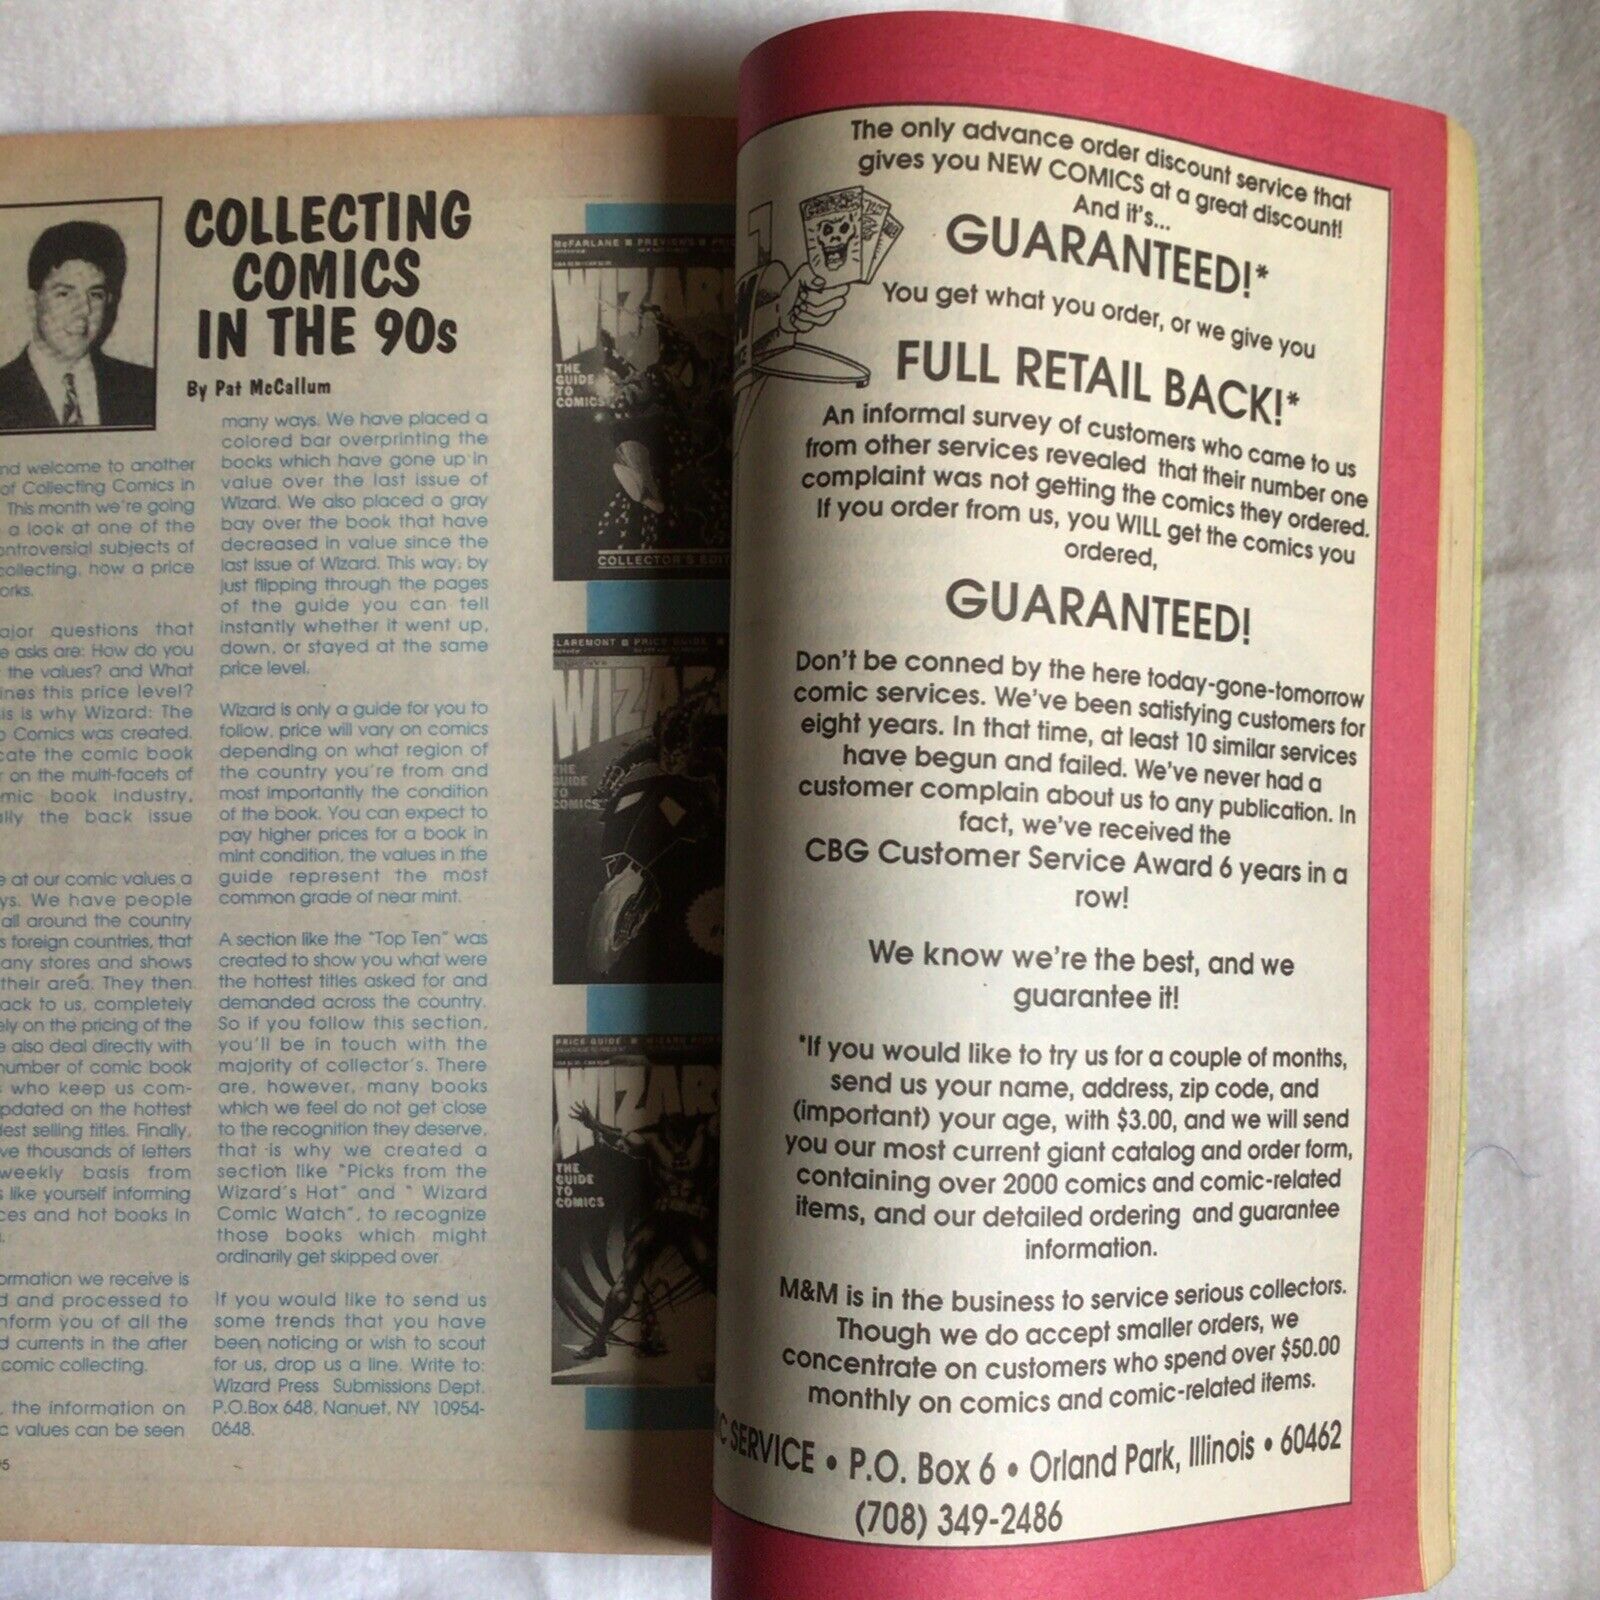 COLLECTING
COMICS
IN THE 90s
By Pat McCallum
nd welcome to another
of Collecting Comics in
This month we're going
a look at one of the
ontroversial subjects of
collecting, how a price
orks.
ajor questions that
e asks are: How do you
the values? and What
ines this price level?
is is why Wizard: The
o Comics was created.
cate the comic book
r on the multi-facets of
mic book industry,
ally the back issue
e at our comic values a
ys. We have people
all around the country
s foreign countries, that
any stores and shows
their area. They then
ack to us, completely
ely on the pricing of the
e also deal directly with
number of comic book
s who keep us com-
pdated on the hottest
dest selling titles. Finally,
ve thousands of letters
weekly basis from
s like yourself informing
ces and hot books in
ormation we receive is
d and processed to
nform you of all the
d currents in the after
comic collecting.
, the information on
c values can be seen
95
many ways. We have placed a
colored bar overprinting the
books which have gone up in
value over the last issue of
Wizard. We also placed a gray
bay over the book that have
decreased in value since the
last issue of Wizard. This way, by
just flipping through the pages
of the guide you can tell
instantly whether it went up,
down, or stayed at the same
price level.
Wizard is only a guide for you to
follow, price will vary on comics
depending on what region of
the country you're from and
most importantly the condition
of the book. You can expect to
pay higher prices for a book in
mint condition, the values in the
guide represent the most
common grade of near mint.
A section like the "Top Ten" was
created to show you what were
the hottest titles asked for and
demanded across the country.
So if you follow this section,
you'll be in touch with the
majority of collector's. There
are, however, many books
which we feel do not get close
to the recognition they deserve,
that is why we created a
section like "Picks from the
Wizard's Hat" and " Wizard
Comic Watch", to recognize
those books which might
ordinarily get skipped over.
If you would like to send us
some trends that you have
been noticing or wish to scout
for us, drop us a line. Write to:
Wizard Press Submissions Dept.
P.O.Box 648, Nanuet, NY 10954-
0648.
McFARLANE ■ PREVIEWS ■ PRIC
WIZAR
THE
GUIDE
TO
COMICS
COLLECTOR'S EDIT
CLAREMONT ■ PRICE GUIDE
WIZA
THE
GUIDE
TO
COMICS
PRICE GUIDE ■ WIZARD PICKS
WIZAR
THE
GUIDE
TO
COMICS
The only advance order discount service that
gives you NEW COMICS at a great discount!
And it's...
GUARANTEED!*
You get what you order, or we give you
FULL RETAIL BACK!*
An informal survey of customers who came to us
from other services revealed that their number one
complaint was not getting the comics they ordered.
If you order from us, you WILL get the comics you
ordered,
GUARANTEED!
Don't be conned by the here today-gone-tomorrow
comic services. We've been satisfying customers for
eight years. In that time, at least 10 similar services
have begun and failed. We've never had a
customer complain about us to any publication. In
fact, we've received the
CBG Customer Service Award 6 years in a
row!
We know we're the best, and we
guarantee it!
*If you would like to try us for a couple of months,
send us your name, address, zip code, and
(important) your age, with $3.00, and we will send
you our most current giant catalog and order form,
containing over 2000 comics and comic-related
items, and our detailed ordering and guarantee
information.
M&M is in the business to service serious collectors.
Though we do accept smaller orders, we
concentrate on customers who spend over $50.00
monthly on comics and comic-related items.
C SERVICE • P.O. Box 6 • Orland Park, Illinois • 60462
(708) 349-2486